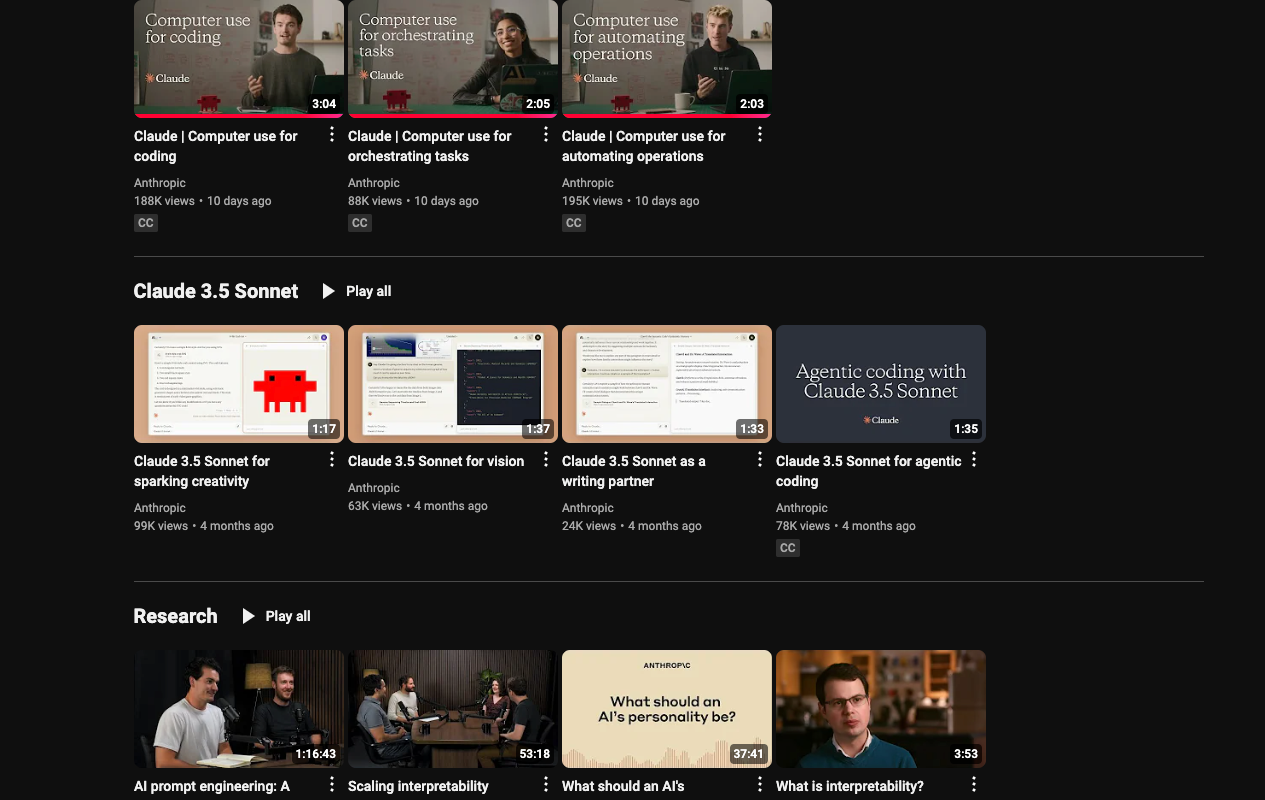 Computer use
for coding
Claude
3:04
Computer use
for orchestrating
tasks
Claude
2:05
Computer use
for automating
operations
Claude
2:03
Claude | Computer use for
coding
Anthropic
188K views • 10 days ago
CC
Claude | Computer use for
orchestrating tasks
Anthropic
88K views • 10 days ago
CC
Claude | Computer use for
automating operations
Anthropic
195K views • 10 days ago
CC
Claude 3.5 Sonnet
Play all
1:17
1:37
1:33
Agentic coding with
Claude 3.5 Sonnet
Claude
1:35
Claude 3.5 Sonnet for
sparking creativity
Anthropic
99K views • 4 months ago
Claude 3.5 Sonnet for vision
Anthropic
63K views • 4 months ago
Claude 3.5 Sonnet as a
writing partner
Anthropic
24K views • 4 months ago
Claude 3.5 Sonnet for agentic
coding
Anthropic
78K views • 4 months ago
CC
Research
Play all
1:16:43
53:18
ANTHROP\C
What should an
AI's personality be?
37:41
3:53
AI prompt engineering: A
Scaling interpretability
What should an AI's
What is interpretability?